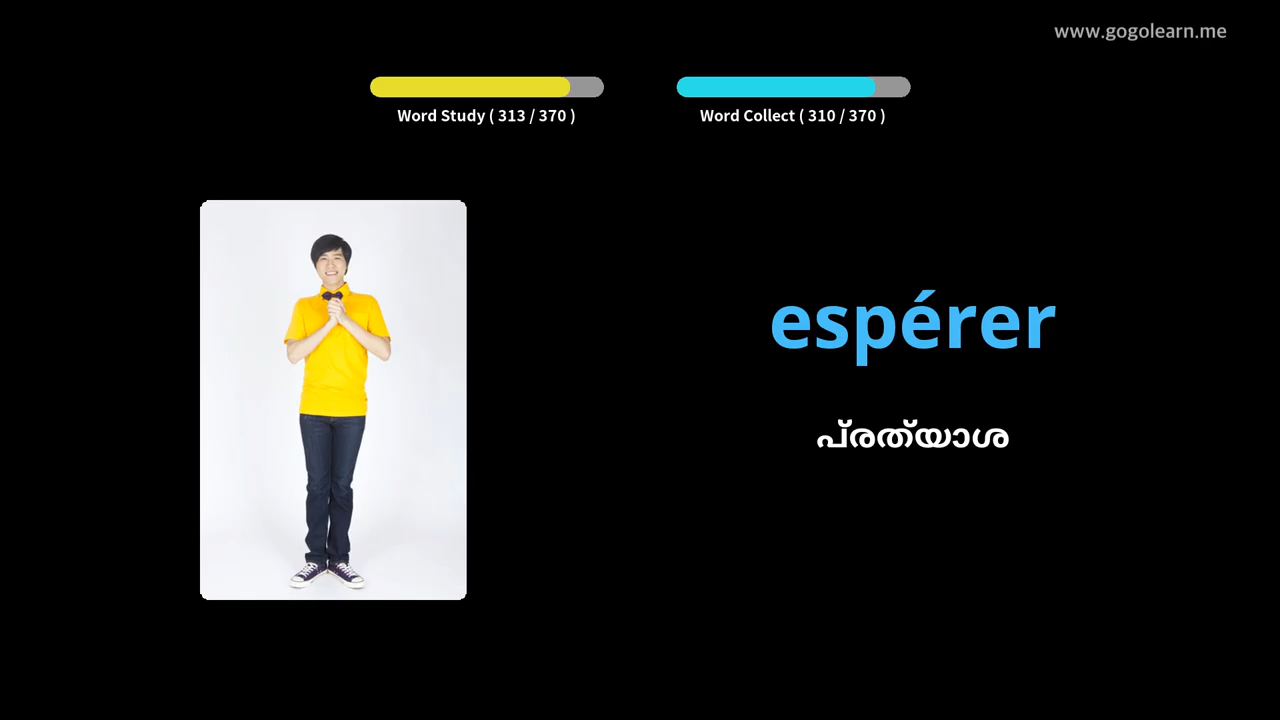 www.gogolearn.me
Word Study ( 313 / 370 )
Word Collect ( 310 / 370 )
espérer
പ്രത്യാശ